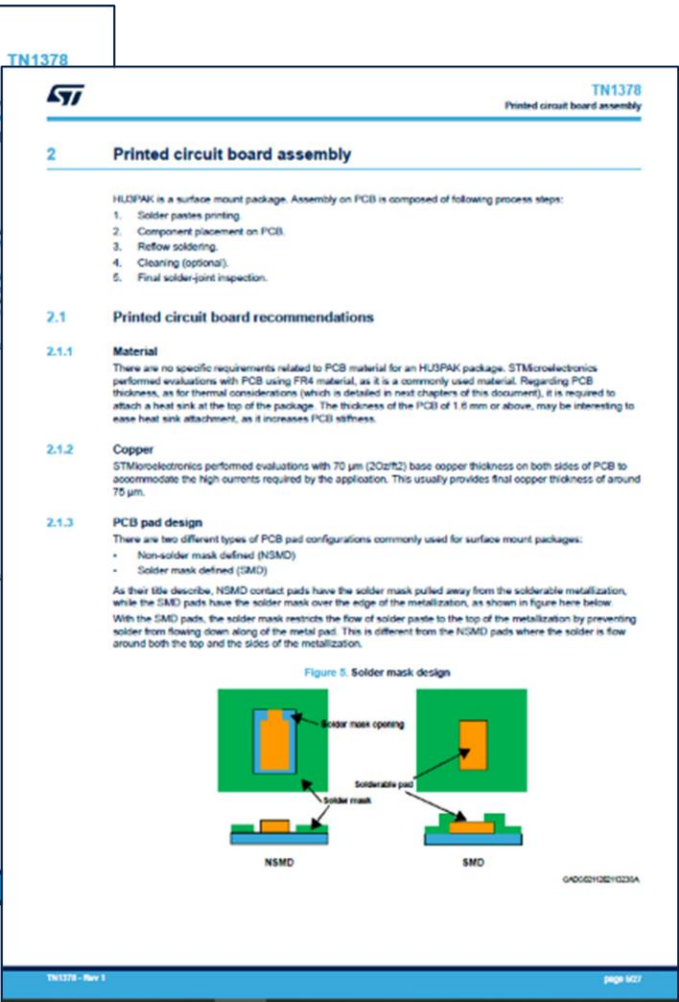 TN1378
ST
TN1378
Printed circuit board assembly
2 Printed circuit board assembly
HU3PAK is a surface mount package. Assembly on PCB is composed of following process steps:
1. Solder pastes printing.
2. Component placement on PCB.
3. Reflow soldering.
4. Cleaning (optional).
5. Final solder-joint inspection.
2.1 Printed circuit board recommendations
2.1.1 Material
There are no specific requirements related to PCB material for an HU3PAK package. STMicroelectronics
performed evaluations with PCB using FR4 material, as it is a commonly used material. Regarding PCB
thickness, as for thermal considerations (which is detailed in next chapters of this document), it is required to
attach a heat sink at the top of the package. The thickness of the PCB of 1.6 mm or above, may be interesting to
ease heat sink attachment, as it increases PCB stiffness.
2.1.2 Copper
STMicroelectronics performed evaluations with 70 µm (2Oz/ft2) base copper thickness on both sides of PCB to
accommodate the high currents required by the application. This usually provides final copper thickness of around
75 µm.
2.1.3 PCB pad design
There are two different types of PCB pad configurations commonly used for surface mount packages:
• Non-solder mask defined (NSMD)
• Solder mask defined (SMD)
As their title describe, NSMD contact pads have the solder mask pulled away from the solderable metallization,
while the SMD pads have the solder mask over the edge of the metallization, as shown in figure here below.
With the SMD pads, the solder mask restricts the flow of solder paste to the top of the metallization by preventing
solder from flowing down along of the metal pad. This is different from the NSMD pads where the solder is flow
around both the top and the sides of the metallization.
Figure 5. Solder mask design
Solder mask opening
Solderable pad
Solder mask
NSMD
SMD
TN1378 - Rev 1
page 5/27